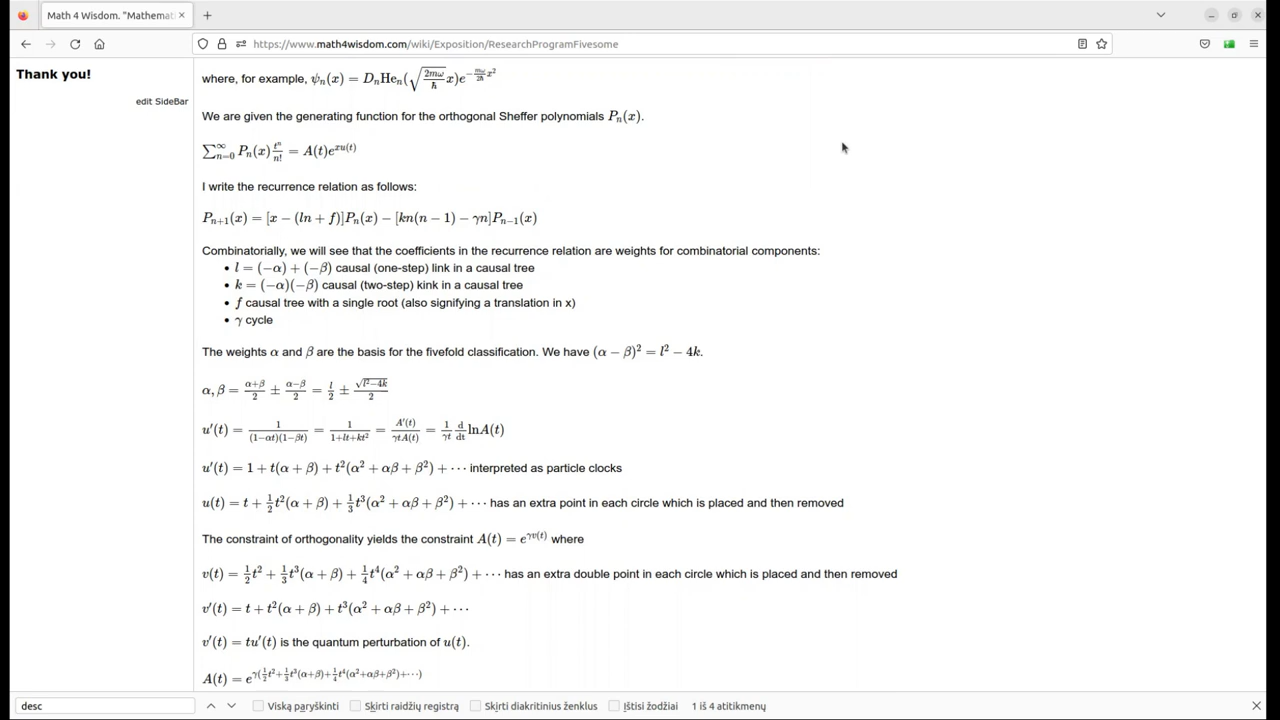 Math 4 Wisdom. "Mathemat
https://www.math4wisdom.com/wiki/Exposition/ResearchProgramFivesome
Thank you!
edit SideBar
where, for example, ψₙ(x) = DₙHeₙ(√(2mω/ħ) x)e^(−(mω/2ħ)x²)
We are given the generating function for the orthogonal Sheffer polynomials Pₙ(x).
∑_{n=0}^∞ Pₙ(x) tⁿ/n! = A(t)e^{xu(t)}
I write the recurrence relation as follows:
Pₙ₊₁(x) = [x − (ln + f)]Pₙ(x) − [kn(n − 1) − γn]Pₙ₋₁(x)
Combinatorially, we will see that the coefficients in the recurrence relation are weights for combinatorial components:
• l = (−α) + (−β) causal (one-step) link in a causal tree
• k = (−α)(−β) causal (two-step) kink in a causal tree
• f causal tree with a single root (also signifying a translation in x)
• γ cycle
The weights α and β are the basis for the fivefold classification. We have (α − β)² = l² − 4k.
α, β = (α+β)/2 ± (α−β)/2 = l/2 ± √(l²−4k)/2
u′(t) = 1/((1−αt)(1−βt)) = 1/(1+lt+kt²) = A′(t)/(γtA(t)) = (1/γt) (d/dt) lnA(t)
u′(t) = 1 + t(α + β) + t²(α² + αβ + β²) + ⋯ interpreted as particle clocks
u(t) = t + ½t²(α + β) + ⅓t³(α² + αβ + β²) + ⋯ has an extra point in each circle which is placed and then removed
The constraint of orthogonality yields the constraint A(t) = e^{γv(t)} where
v(t) = ½t² + ⅓t³(α + β) + ¼t⁴(α² + αβ + β²) + ⋯ has an extra double point in each circle which is placed and then removed
v′(t) = t + t²(α + β) + t³(α² + αβ + β²) + ⋯
v′(t) = tu′(t) is the quantum perturbation of u(t).
A(t) = e^{γ(½t²+⅓t³(α+β)+¼t⁴(α²+αβ+β²)+⋯)}
desc
Viską paryškinti
Skirti raidžių registrą
Skirti diakritinius ženklus
Ištisi žodžiai
1 iš 4 atitikmenų